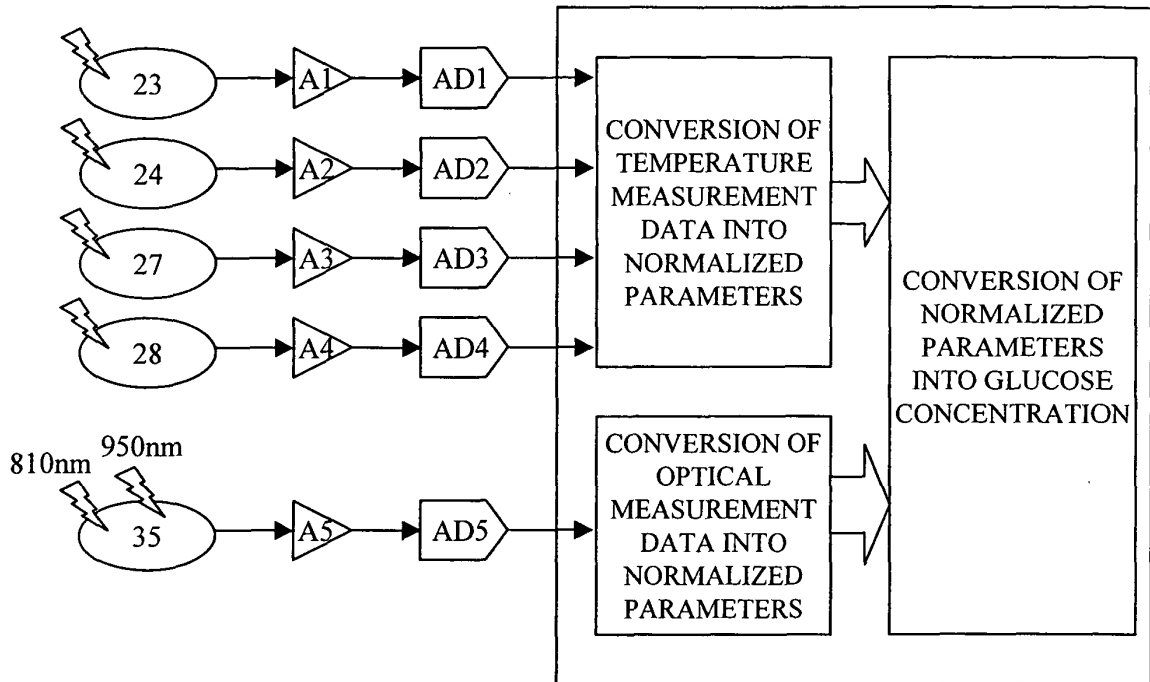 23 A1 AD1
24 A2 AD2
27 A3 AD3
28 A4 AD4
810nm 950nm
35 A5 AD5
CONVERSION OF
TEMPERATURE
MEASUREMENT
DATA INTO
NORMALIZED
PARAMETERS
CONVERSION OF
OPTICAL
MEASUREMENT
DATA INTO
NORMALIZED
PARAMETERS
CONVERSION OF
NORMALIZED
PARAMETERS
INTO GLUCOSE
CONCENTRATION